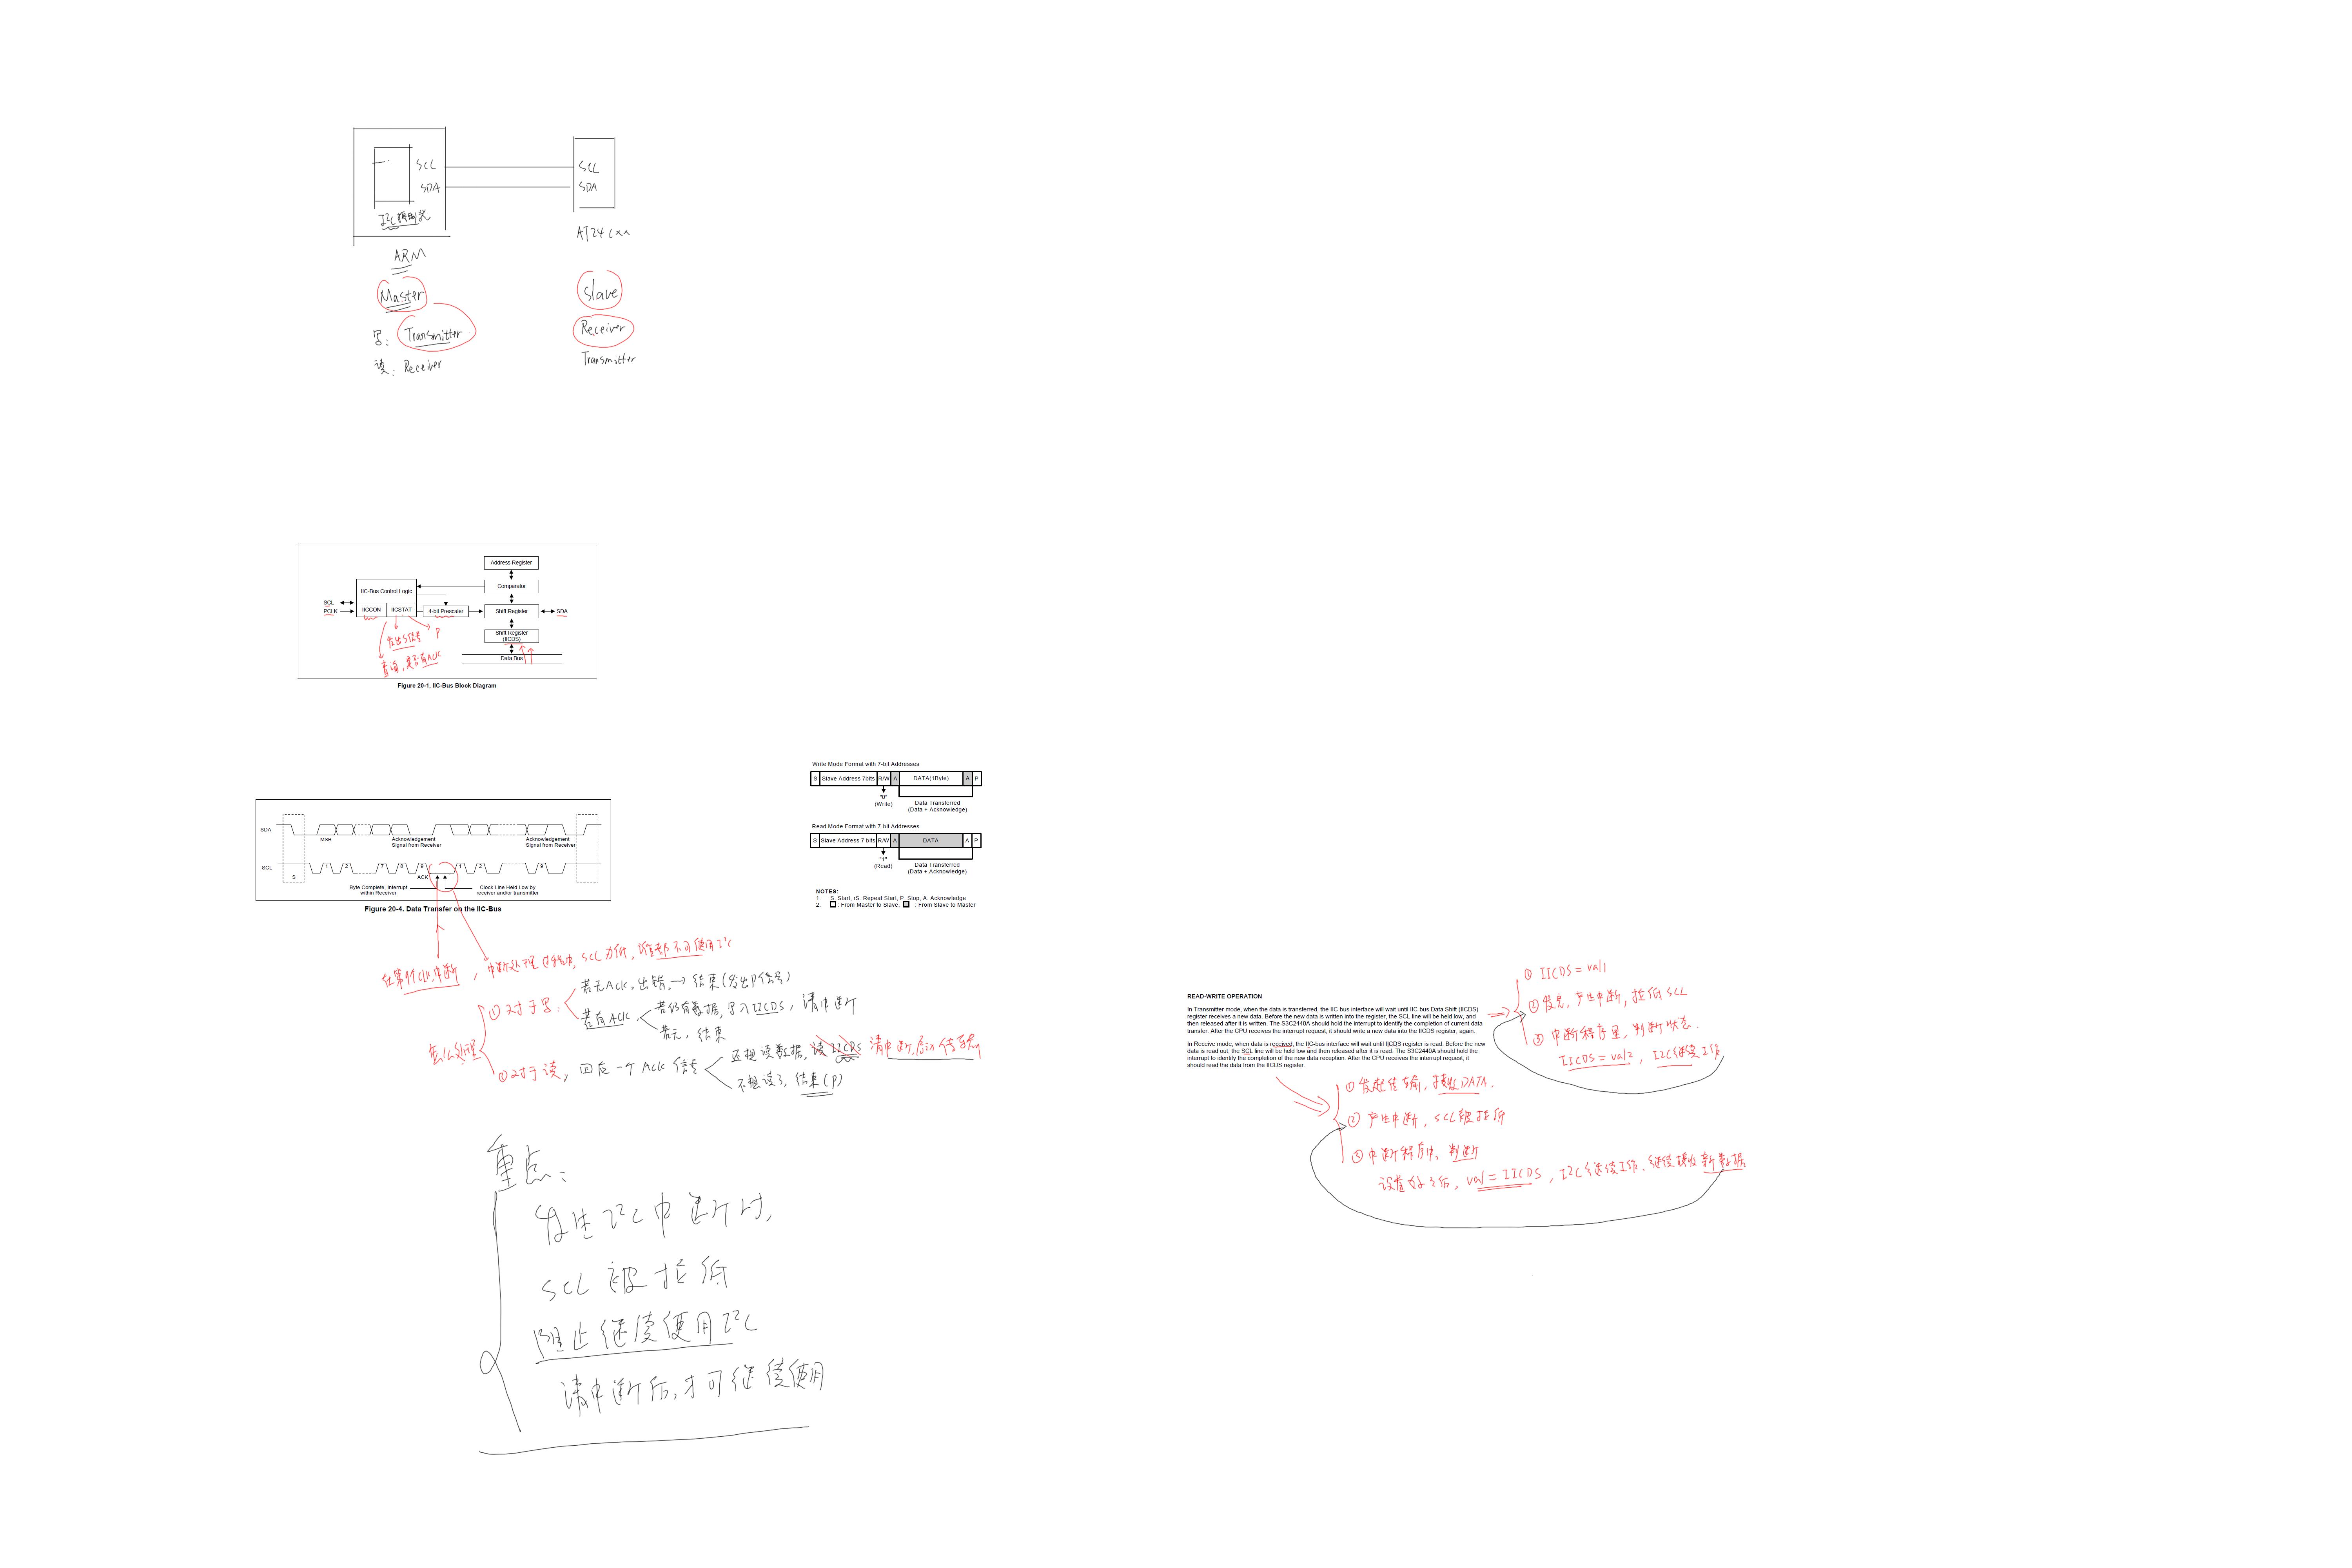 SCL
SDA
I²C控制器
ARM
SCL
SDA
AT24Cxx
Master
Slave
写: Transmitter
Receiver
读: Receiver
Transmitter
Address Register
Comparator
IIC-Bus Control Logic
SCL
PCLK
IICCON
IICSTAT
4-bit Prescaler
Shift Register
SDA
Shift Register
(IICDS)
Data Bus
发出S信号
P
查询, 是否有ACK
Figure 20-1. IIC-Bus Block Diagram
Write Mode Format with 7-bit Addresses
S Slave Address 7bits R/W A DATA(1Byte) A P
"0"
(Write)
Data Transferred
(Data + Acknowledge)
Read Mode Format with 7-bit Addresses
S Slave Address 7 bits R/W A DATA A P
"1"
(Read)
Data Transferred
(Data + Acknowledge)
NOTES:
1. S: Start, rS: Repeat Start, P: Stop, A: Acknowledge
2. : From Master to Slave, : From Slave to Master
SDA
MSB
Acknowledgement
Signal from Receiver
Acknowledgement
Signal from Receiver
SCL
S
1 2 7 8 9 1 2 9
ACK
Byte Complete, Interrupt
within Receiver
Clock Line Held Low by
receiver and/or transmitter
Figure 20-4. Data Transfer on the IIC-Bus
在第9个CLK, 中断, 中断处理过程中, SCL为低, 谁都不可使用I²C
怎么处理
① 对于写:
若无ACK, 出错, → 结束(发出P信号)
若有ACK,
若仍有数据, 写入IICDS, 清中断
若无, 结束
② 对于读, 回应一个ACK信号
还想读数据, 读IICDS 清中断, 启动传输
不想读了, 结束(P)
重点:
发生I²C中断时,
SCL被拉低
阻止继续使用I²C
清中断后, 才可继续使用
READ-WRITE OPERATION
In Transmitter mode, when the data is transferred, the IIC-bus interface will wait until IIC-bus Data Shift (IICDS)
register receives a new data. Before the new data is written into the register, the SCL line will be held low, and
then released after it is written. The S3C2440A should hold the interrupt to identify the completion of current data
transfer. After the CPU receives the interrupt request, it should write a new data into the IICDS register, again.
In Receive mode, when data is received, the IIC-bus interface will wait until IICDS register is read. Before the new
data is read out, the SCL line will be held low and then released after it is read. The S3C2440A should hold the
interrupt to identify the completion of the new data reception. After the CPU receives the interrupt request, it
should read the data from the IICDS register.
① IICDS = val1
② 发完, 产生中断, 拉低SCL
③ 中断程序里, 判断状态.
IICDS = val2, I2C继续工作
① 发起传输, 接收DATA.
② 产生中断, SCL被拉低
③ 中断程序中, 判断
设置好之后, val = IICDS, I2C继续工作、继续接收新数据